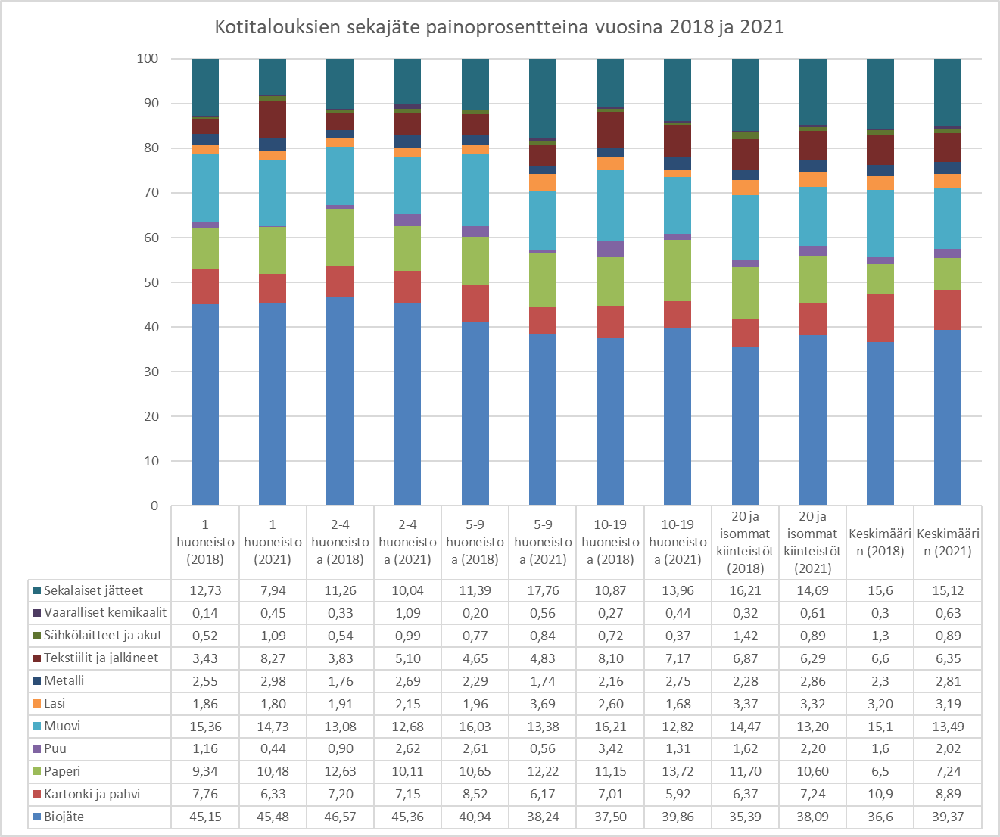 Kotitalouksien sekajäte painoprosentteina vuosina 2018 ja 2021
100
90
80
70
60
50
40
30
20
10
0
1 huoneisto (2018)
1 huoneisto (2021)
2-4 huoneistoa (2018)
2-4 huoneistoa (2021)
5-9 huoneistoa (2018)
5-9 huoneistoa (2021)
10-19 huoneistoa (2018)
10-19 huoneistoa (2021)
20 ja isommat kiinteistöt (2018)
20 ja isommat kiinteistöt (2021)
Keskimäärin (2018)
Keskimäärin (2021)
Sekalaiset jätteet 12,73 7,94 11,26 10,04 11,39 17,76 10,87 13,96 16,21 14,69 15,6 15,12
Vaaralliset kemikaalit 0,14 0,45 0,33 1,09 0,20 0,56 0,27 0,44 0,32 0,61 0,3 0,63
Sähkölaitteet ja akut 0,52 1,09 0,54 0,99 0,77 0,84 0,72 0,37 1,42 0,89 1,3 0,89
Tekstiilit ja jalkineet 3,43 8,27 3,83 5,10 4,65 4,83 8,10 7,17 6,87 6,29 6,6 6,35
Metalli 2,55 2,98 1,76 2,69 2,29 1,74 2,16 2,75 2,28 2,86 2,3 2,81
Lasi 1,86 1,80 1,91 2,15 1,96 3,69 2,60 1,68 3,37 3,32 3,20 3,19
Muovi 15,36 14,73 13,08 12,68 16,03 13,38 16,21 12,82 14,47 13,20 15,1 13,49
Puu 1,16 0,44 0,90 2,62 2,61 0,56 3,42 1,31 1,62 2,20 1,6 2,02
Paperi 9,34 10,48 12,63 10,11 10,65 12,22 11,15 13,72 11,70 10,60 6,5 7,24
Kartonki ja pahvi 7,76 6,33 7,20 7,15 8,52 6,17 7,01 5,92 6,37 7,24 10,9 8,89
Biojäte 45,15 45,48 46,57 45,36 40,94 38,24 37,50 39,86 35,39 38,09 36,6 39,37